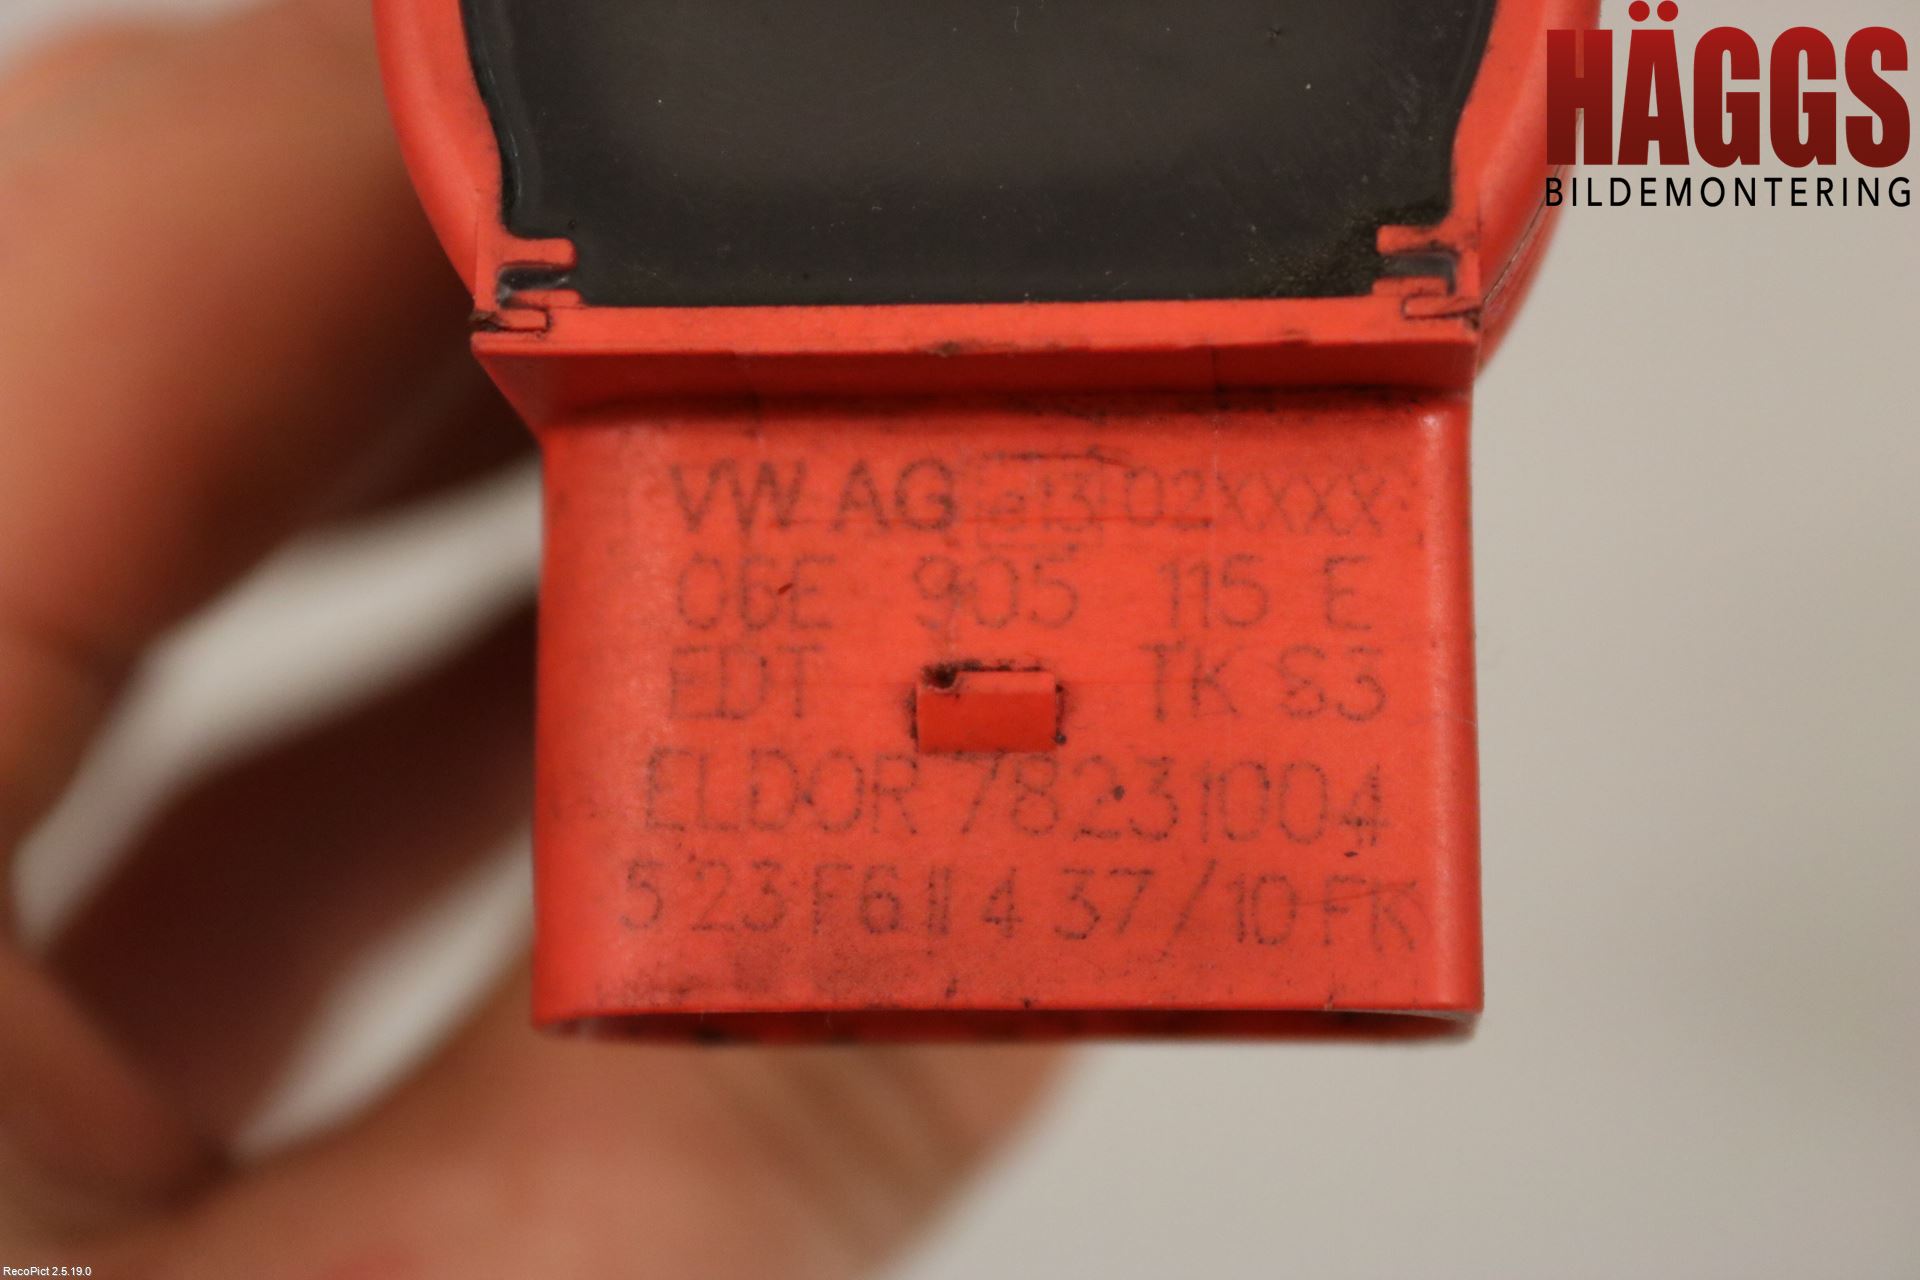 HÄGGS
BILDEMONTERING
VW AG e13 02XXXX
06E 905 115 E
EDT TK S3
ELDOR 78231004
5 23 F6 II 4 37/10 FK
RecoPict 2.5.19.0